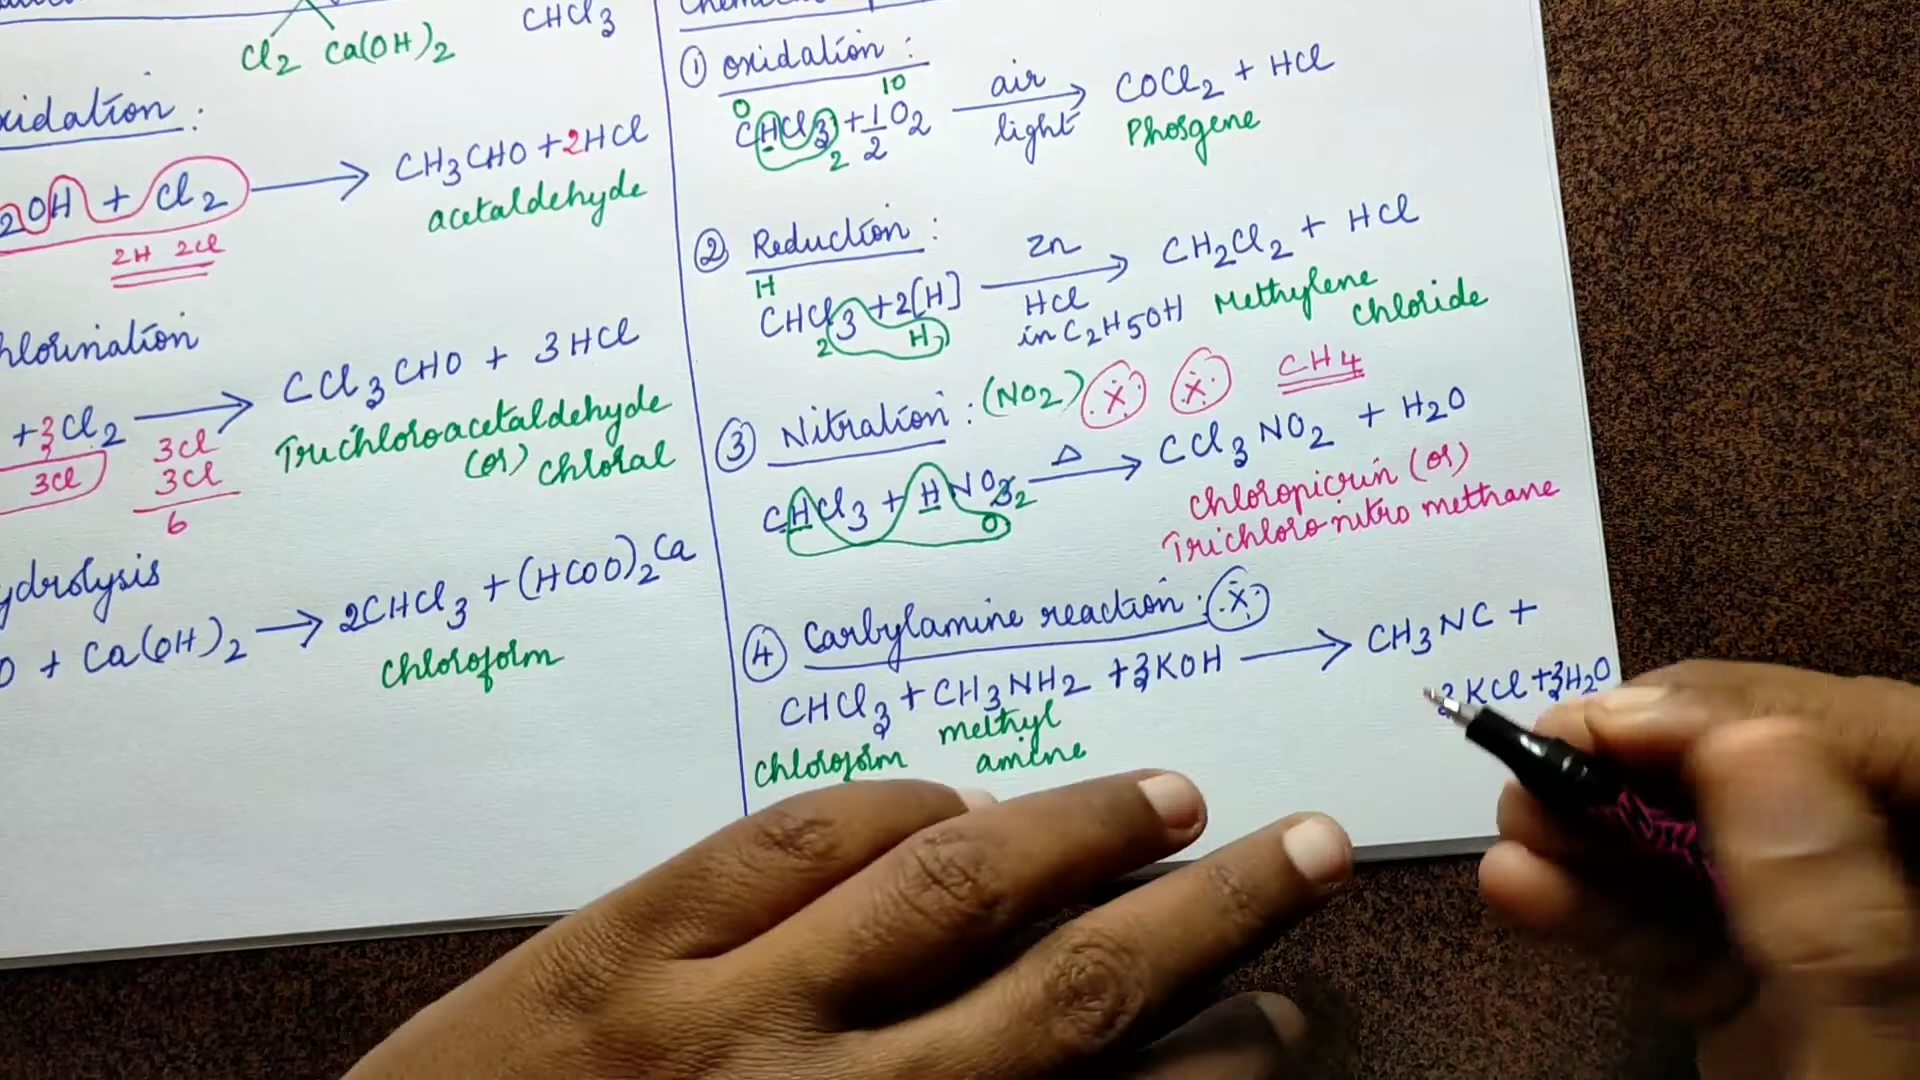 Cl2 Ca(OH)2
CHCl3
xidation :
2OH + Cl2 → CH3CHO + 2HCl
acetaldehyde
2H 2Cl
hlorination
+ 3Cl2 → CCl3CHO + 3HCl
3Cl
3Cl
3Cl
6
Trichloroacetaldehyde
(or) chloral
ydrolysis
O + Ca(OH)2 → 2CHCl3 + (HCOO)2Ca
chloroform
① oxidation :
O 10
CHCl3 + 1/2 O2 → COCl2 + HCl
2
air
light
Phosgene
② Reduction :
H
CHCl3 + 2[H] → CH2Cl2 + HCl
2 H
Zn
HCl
in C2H5OH
Methylene
chloride
③ Nitration : (NO2) CH4
CHCl3 + HNO2 → CCl3NO2 + H2O
O
Δ
chloropicrin (or)
Trichloro nitro methane
④ Carbylamine reaction :
CHCl3 + CH3NH2 + 3KOH → CH3NC +
3KCl + 3H2O
chloroform methyl
amine